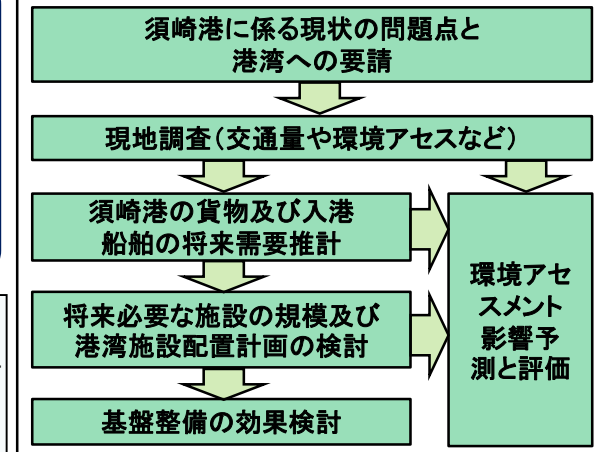 須崎港に係る現状の問題点と
港湾への要請
現地調査(交通量や環境アセスなど)
須崎港の貨物及び入港
船舶の将来需要推計
将来必要な施設の規模及び
港湾施設配置計画の検討
基盤整備の効果検討
環境アセ
スメント
影響予
測と評価